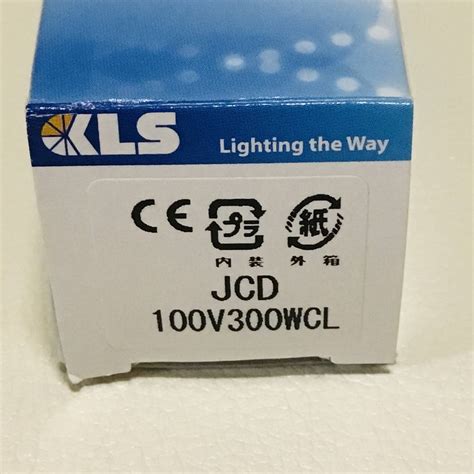 KLS
Lighting the Way
CE プラ 紙
内装 外箱
JCD
100V300WCL